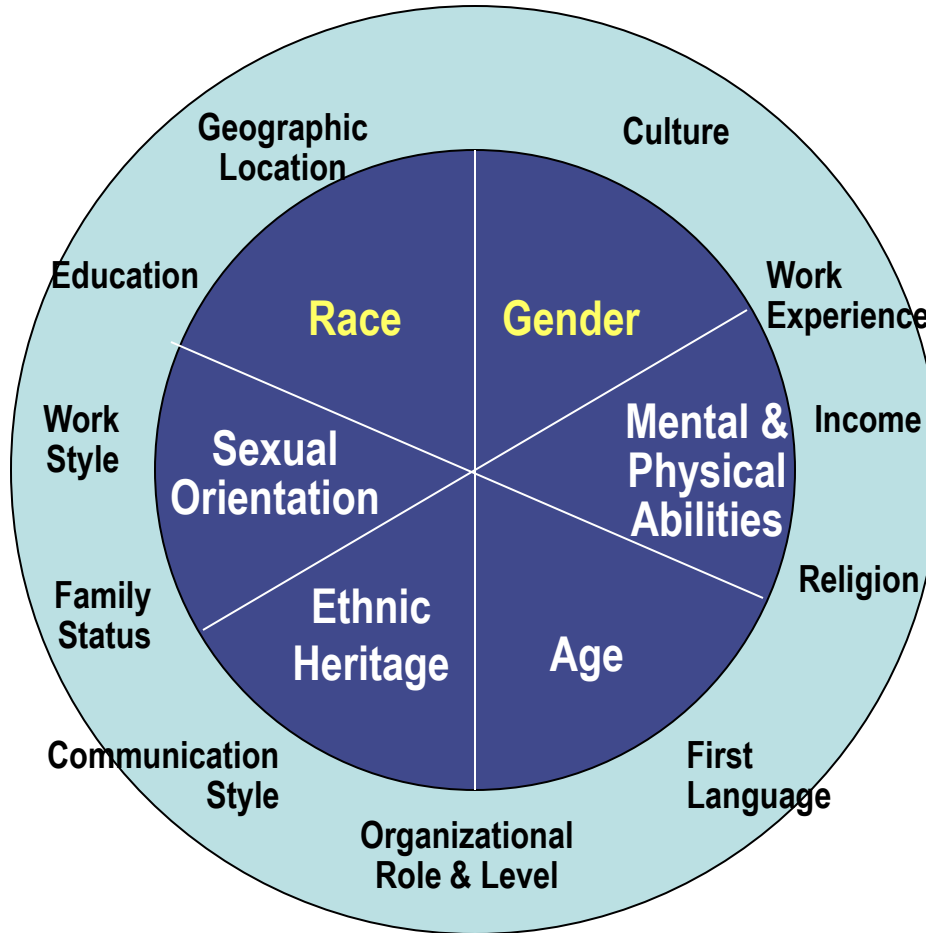 Geographic
Location
Culture
Education
Work
Experience
Race
Gender
Work
Style
Sexual
Orientation
Mental &
Physical
Abilities
Income
Religion
Family
Status
Ethnic
Heritage
Age
Communication
Style
First
Language
Organizational
Role & Level